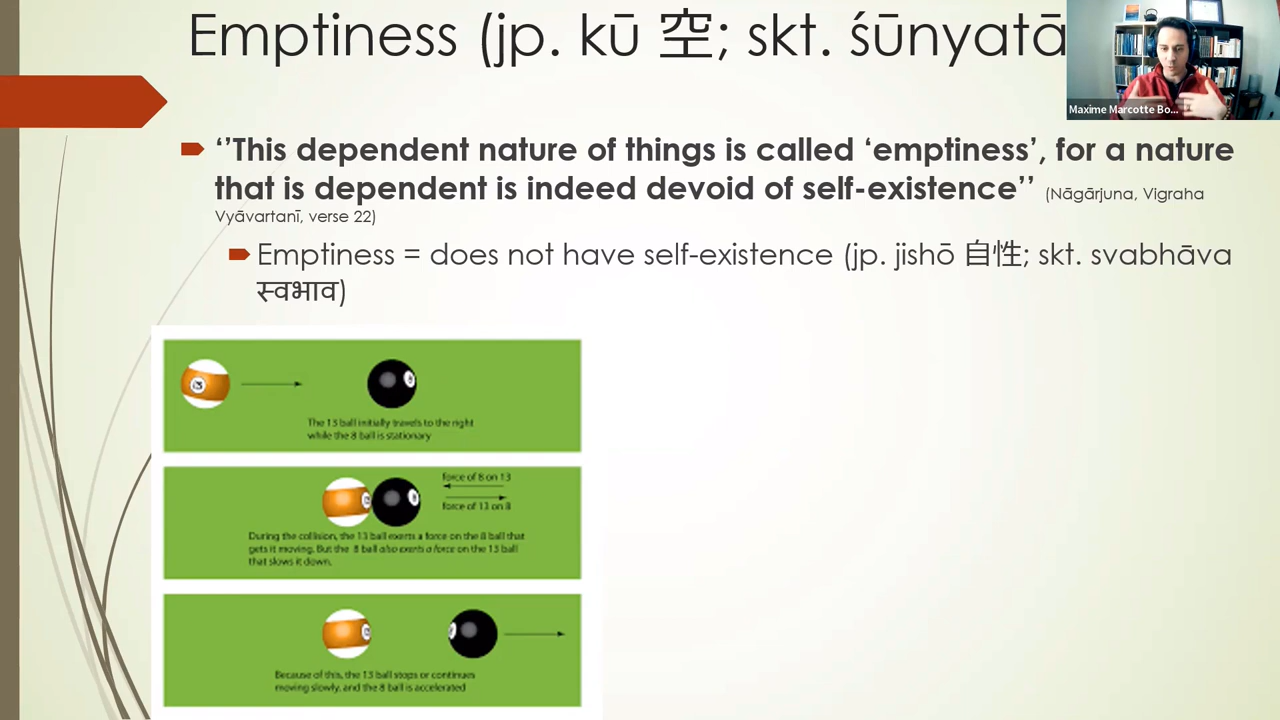 Emptiness (jp. kū 空; skt. śūnyatā
Maxime Marcotte Bo...
‘’This dependent nature of things is called ‘emptiness’, for a nature
that is dependent is indeed devoid of self-existence’’ (Nāgārjuna, Vigraha
Vyāvartanī, verse 22)
Emptiness = does not have self-existence (jp. jishō 自性; skt. svabhāva
स्वभाव)
The 13 ball initially travels to the right
while the 8 ball is stationary
force of 8 on 13
force of 13 on 8
During the collision, the 13 ball exerts a force on the 8 ball that
gets it moving. But the 8 ball also exerts a force on the 13 ball
that slows it down.
Because of this, the 13 ball stops or continues
moving slowly, and the 8 ball is accelerated